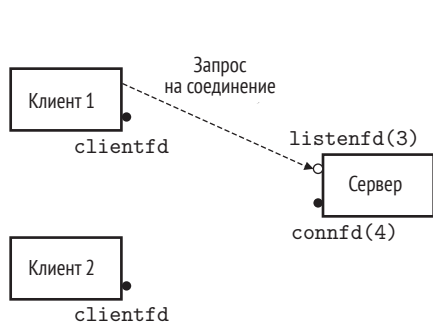 Запрос
на соединение
Клиент 1
clientfd
listenfd(3)
Сервер
connfd(4)
Клиент 2
clientfd